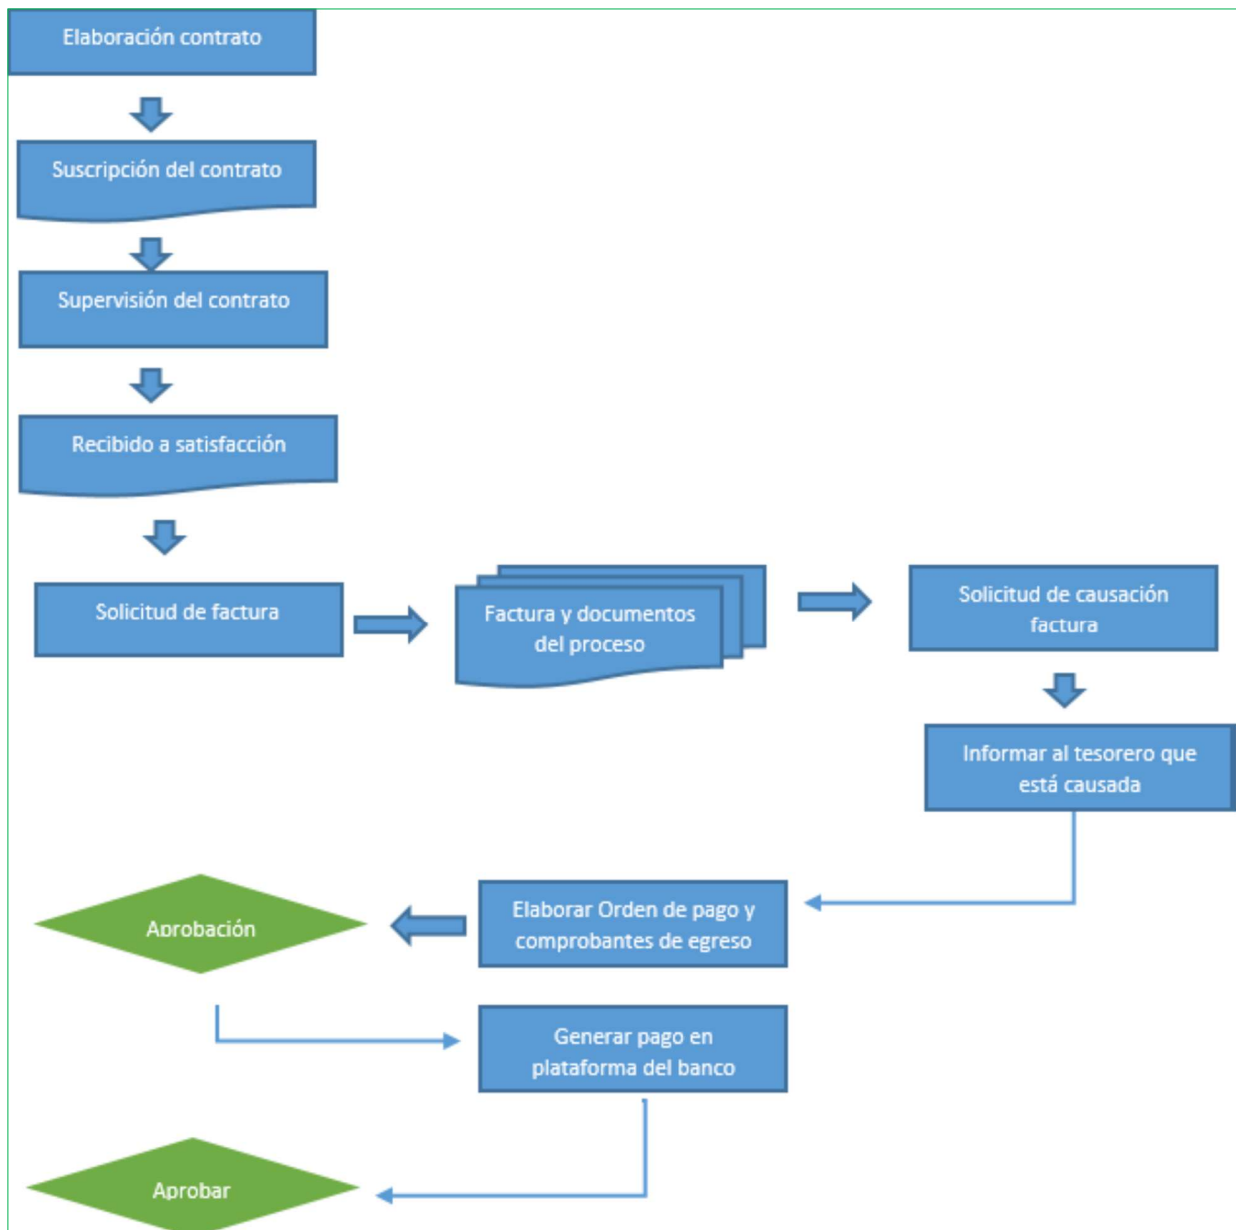 Elaboración contrato
Suscripción del contrato
Supervisión del contrato
Recibido a satisfacción
Solicitud de factura
Factura y documentos
del proceso
Solicitud de causación
factura
Informar al tesorero que
está causada
Elaborar Orden de pago y
comprobantes de egreso
Aprobación
Generar pago en
plataforma del banco
Aprobar